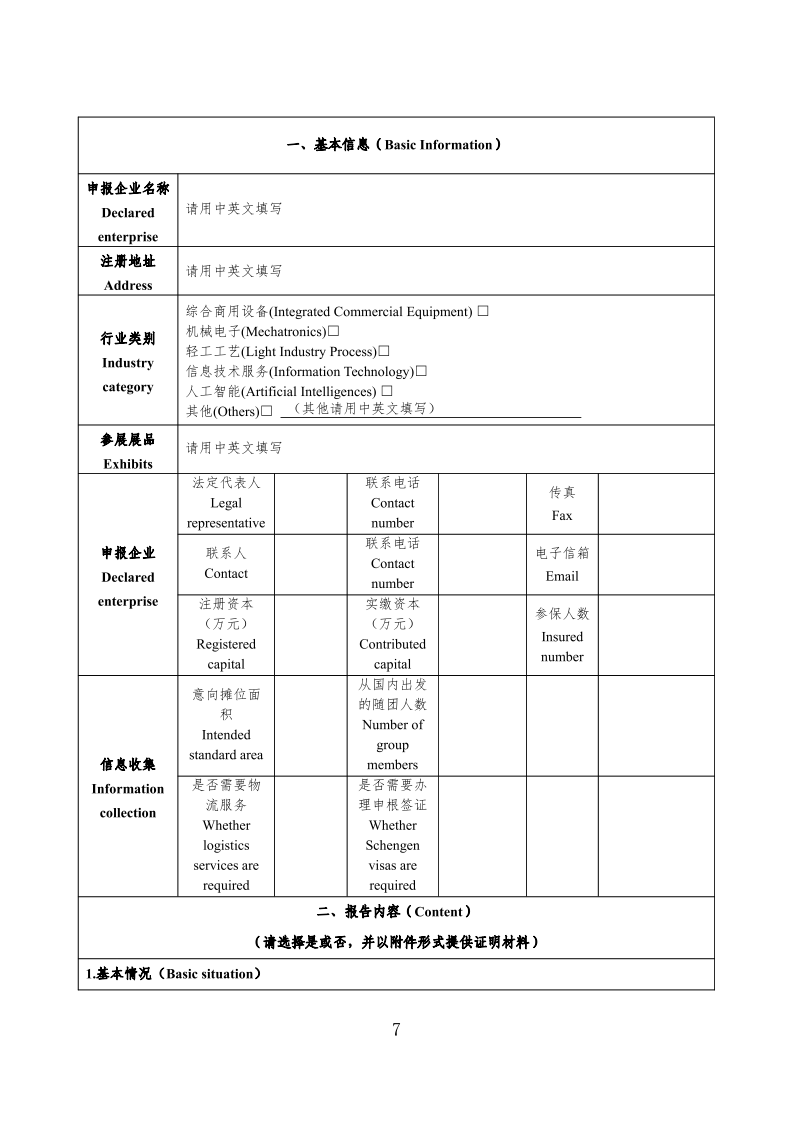 一、基本信息（Basic Information）
申报企业名称
Declared
enterprise
请用中英文填写
注册地址
Address
请用中英文填写
行业类别
Industry
category
综合商用设备(Integrated Commercial Equipment) □
机械电子(Mechatronics)□
轻工工艺(Light Industry Process)□
信息技术服务(Information Technology)□
人工智能(Artificial Intelligences) □
其他(Others)□ （其他请用中英文填写）
参展展品
Exhibits
请用中英文填写
申报企业
Declared
enterprise
法定代表人
Legal
representative
联系电话
Contact
number
传真
Fax
联系人
Contact
联系电话
Contact
number
电子信箱
Email
注册资本
（万元）
Registered
capital
实缴资本
（万元）
Contributed
capital
参保人数
Insured
number
信息收集
Information
collection
意向摊位面
积
Intended
standard area
从国内出发
的随团人数
Number of
group
members
是否需要物
流服务
Whether
logistics
services are
required
是否需要办
理申根签证
Whether
Schengen
visas are
required
二、报告内容（Content）
（请选择是或否，并以附件形式提供证明材料）
1.基本情况（Basic situation）
7